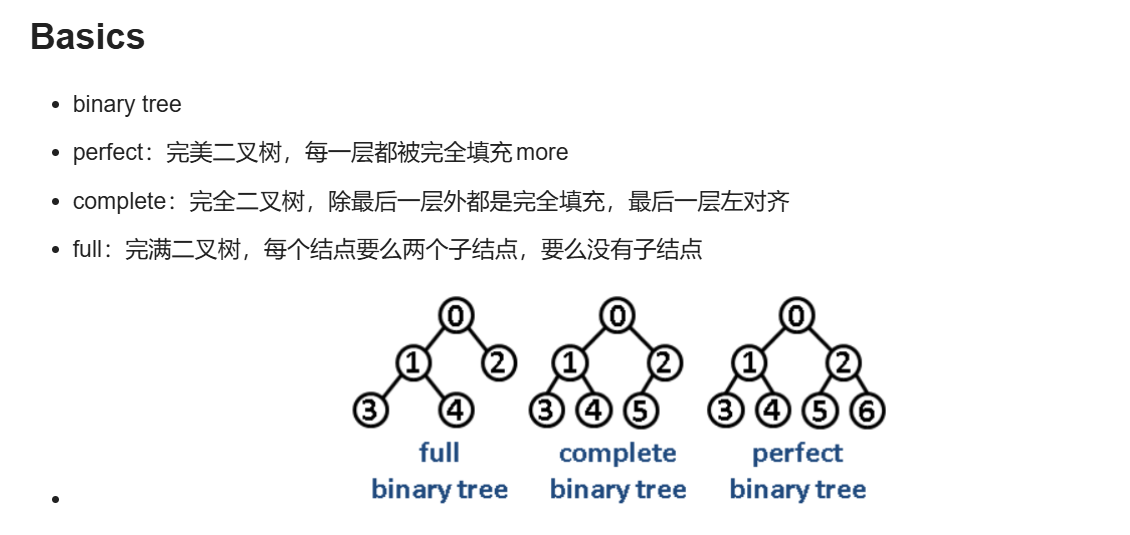 Basics
binary tree
perfect：完美二叉树，每一层都被完全填充more
complete：完全二叉树，除最后一层外都是完全填充，最后一层左对齐
full：完满二叉树，每个结点要么两个子结点，要么没有子结点
0 0 0
1 2 1 2 1 2
3 4 3 4 5 3 4 5 6
full complete perfect
binary tree binary tree binary tree